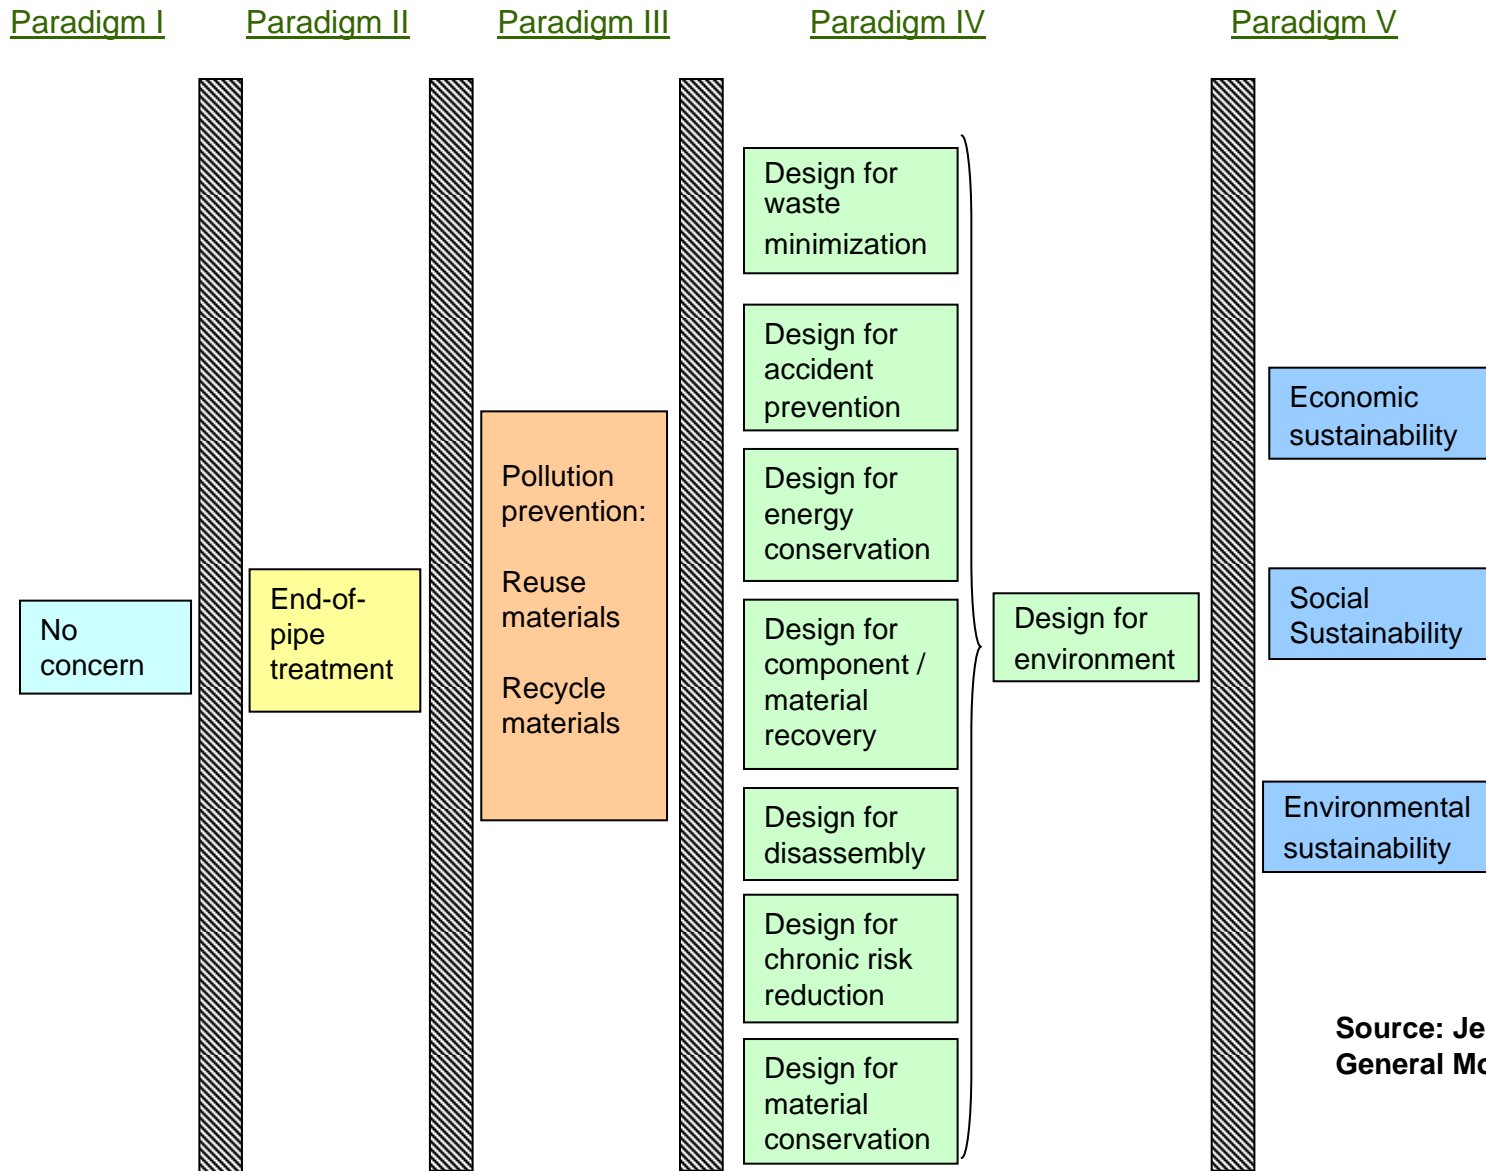 Paradigm I
Paradigm II
Paradigm III
Paradigm IV
Paradigm V
No
concern
End-of-
pipe
treatment
Pollution
prevention:
Reuse
materials
Recycle
materials
Design for
waste
minimization
Design for
accident
prevention
Design for
energy
conservation
Design for
component /
material
recovery
Design for
disassembly
Design for
chronic risk
reduction
Design for
material
conservation
Design for
environment
Economic
sustainability
Social
Sustainability
Environmental
sustainability
Source:
General